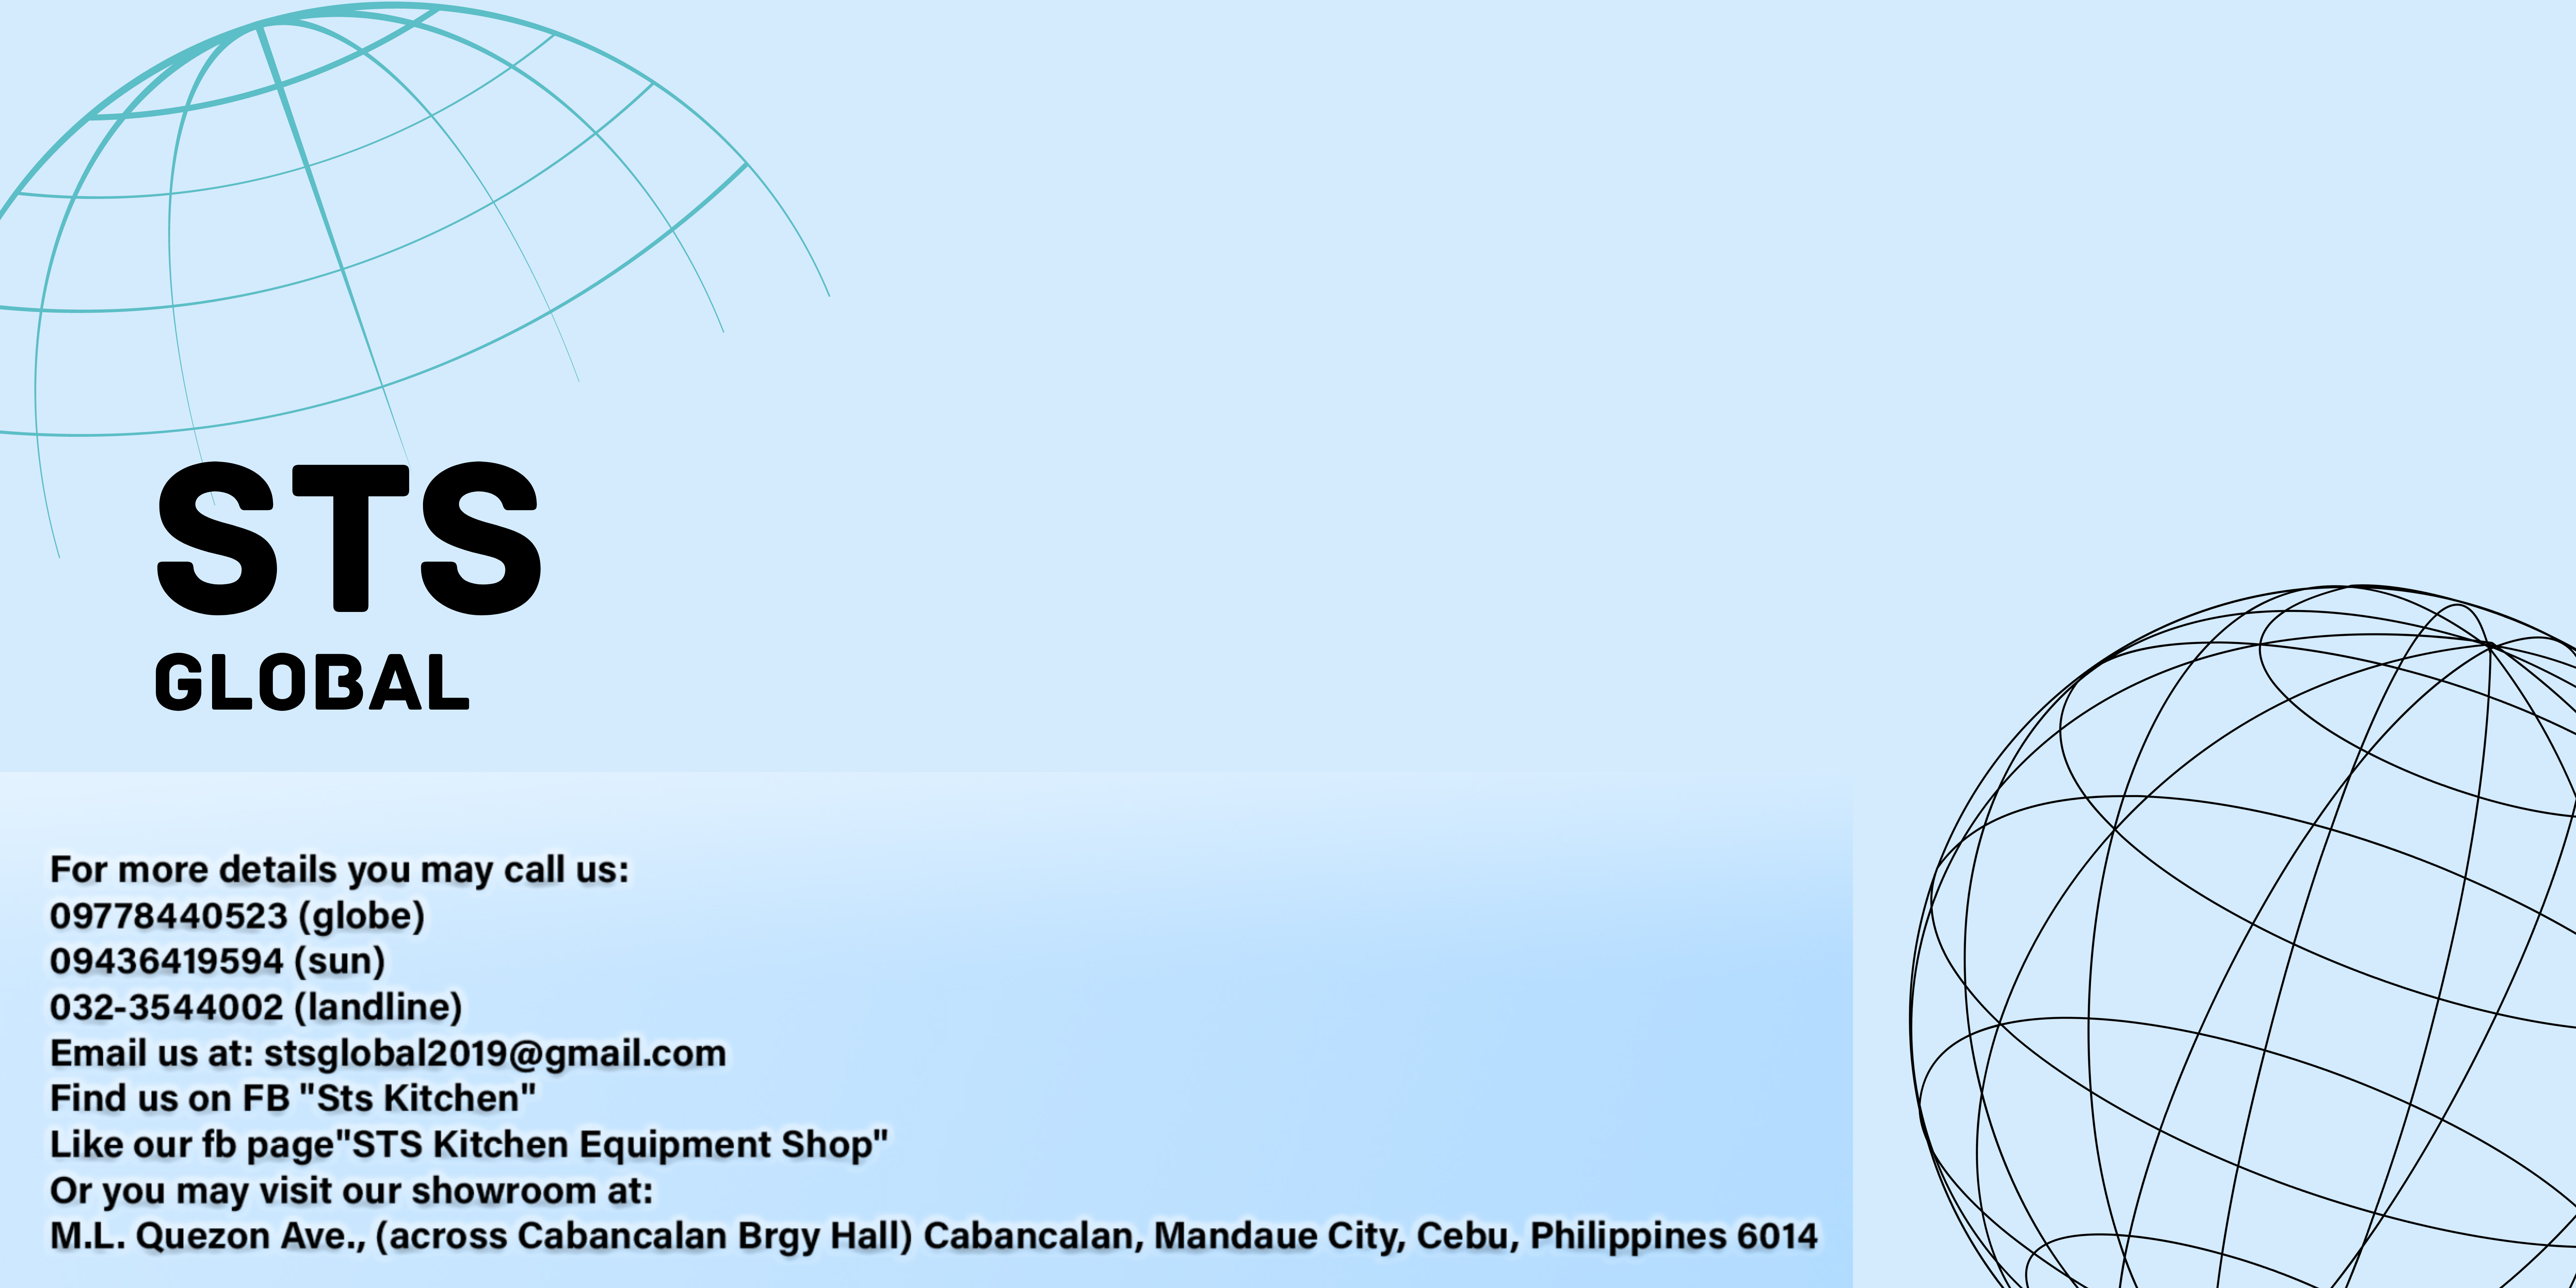 STS
GLOBAL
For more details you may call us:
09778440523 (globe)
09436419594 (sun)
032-3544002 (landline)
Email us at: stsglobal2019@gmail.com
Find us on FB "Sts Kitchen"
Like our fb page"STS Kitchen Equipment Shop"
Or you may visit our showroom at:
M.L. Quezon Ave., (across Cabancalan Brgy Hall) Cabancalan, Mandaue City, Cebu, Philippines 6014